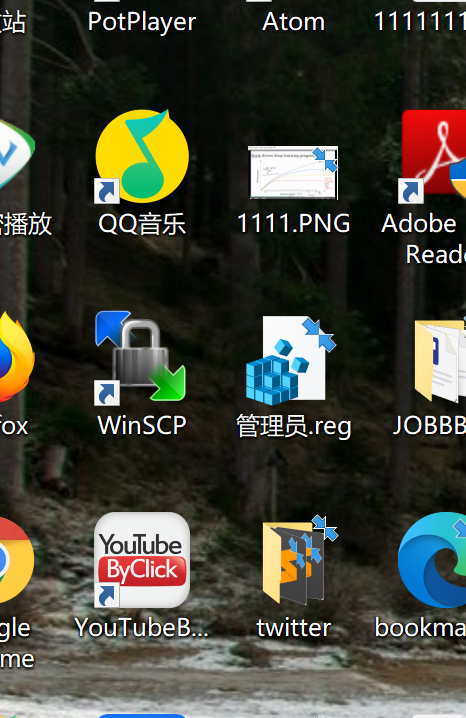 站
PotPlayer
Atom
1111111
播放
QQ音乐
1111.PNG
Adobe
Reade
fox
WinSCP
管理员.reg
JOBBB
YouTube
ByClick
gle
me
YouTubeB...
twitter
bookma